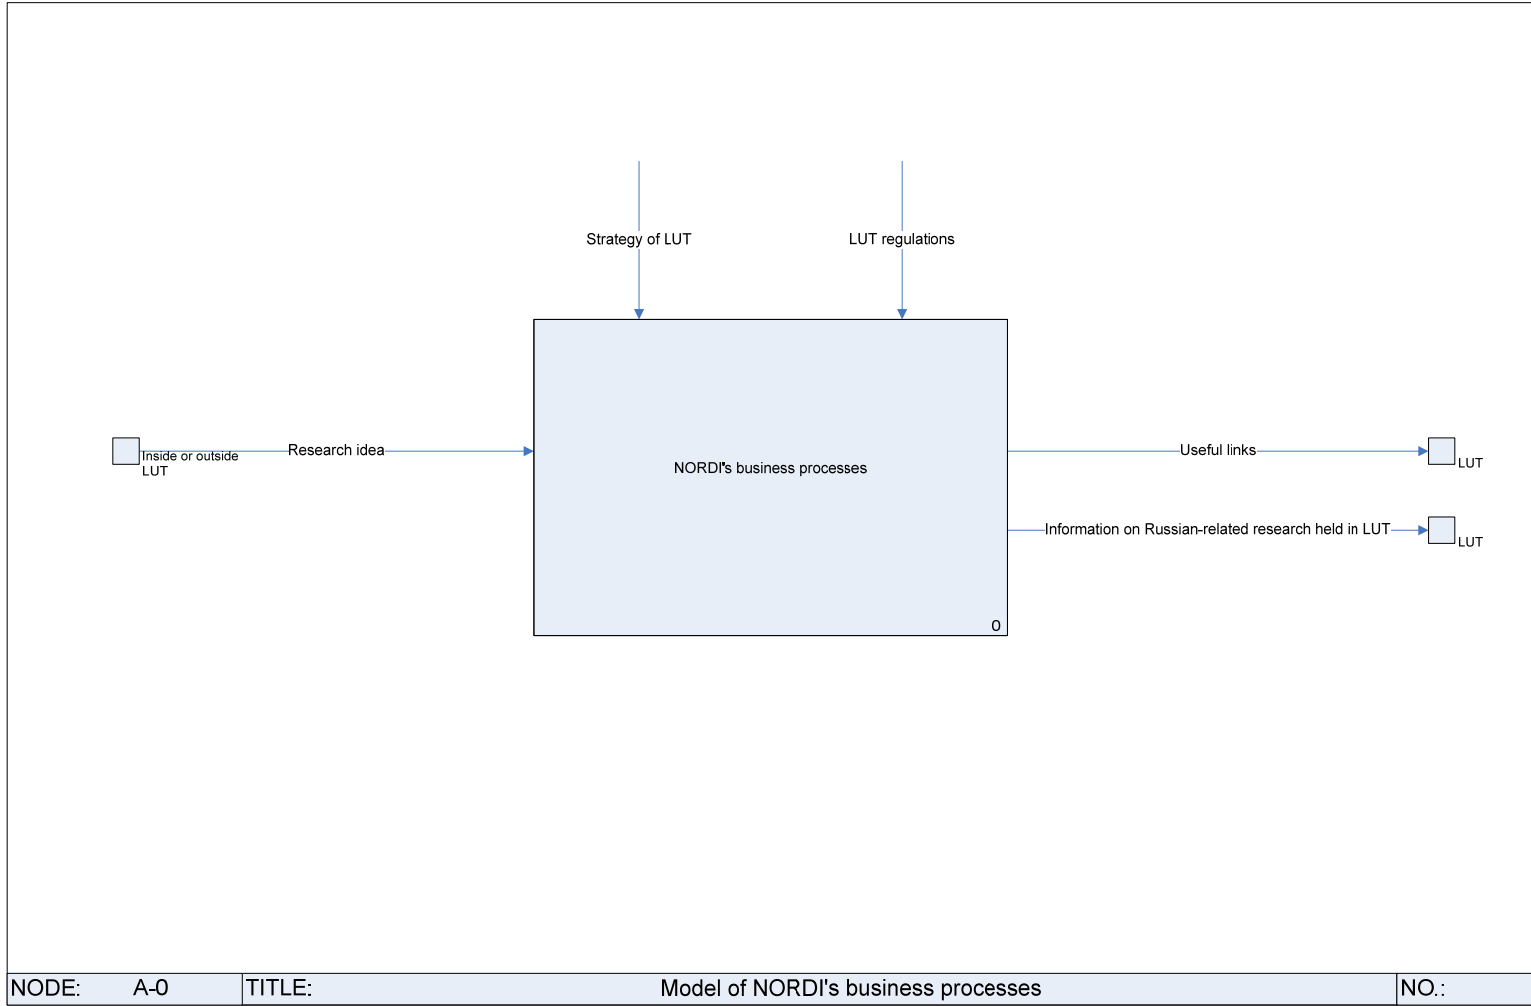 Strategy of LUT
LUT regulations
Inside or outside
LUT
Research idea
NORDI's business processes
0
Useful links
LUT
Information on Russian-related research held in LUT
LUT
NODE: A-0 TITLE: Model of NORDI's business processes NO.: